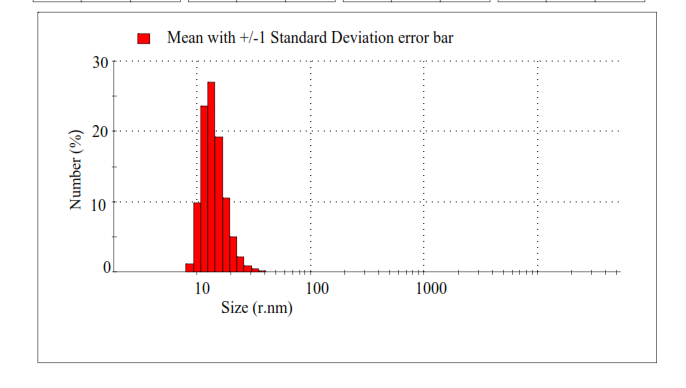 Mean with +/-1 Standard Deviation error bar
30
20
10
0
Number (%)
10 100 1000
Size (r.nm)